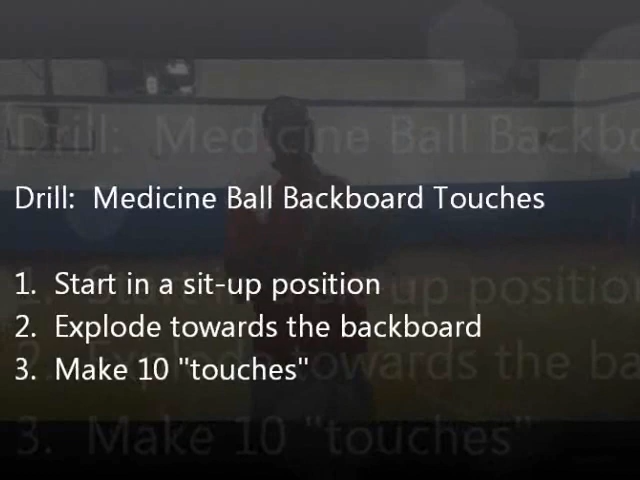 Drill:  Medicine Ball Backboard Touches
1.  Start in a sit-up position
2.  Explode towards the backboard
3.  Make 10 "touches"